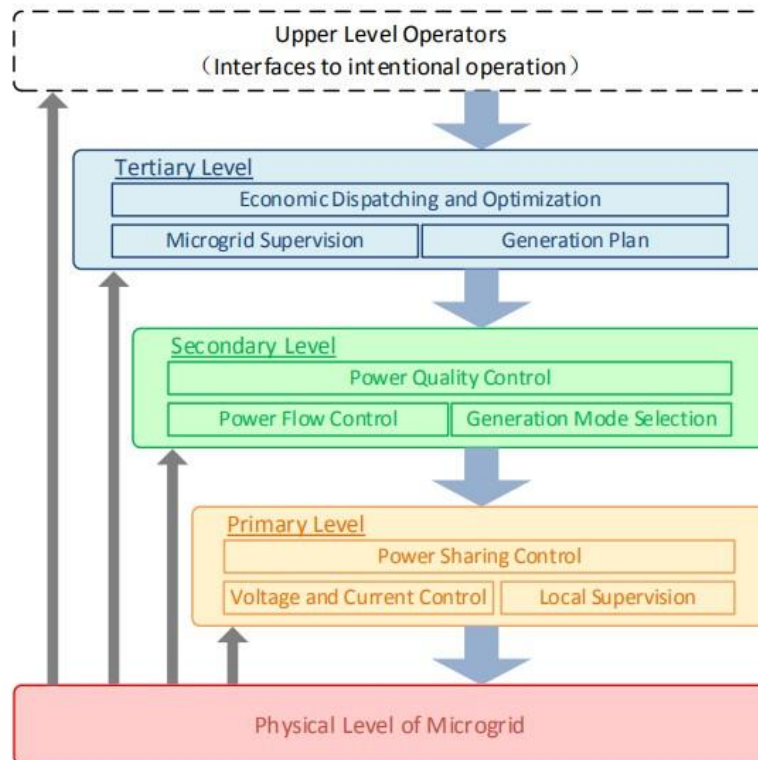 Upper Level Operators
（Interfaces to intentional operation）
Tertiary Level
Economic Dispatching and Optimization
Microgrid Supervision
Generation Plan
Secondary Level
Power Quality Control
Power Flow Control
Generation Mode Selection
Primary Level
Power Sharing Control
Voltage and Current Control
Local Supervision
Physical Level of Microgrid